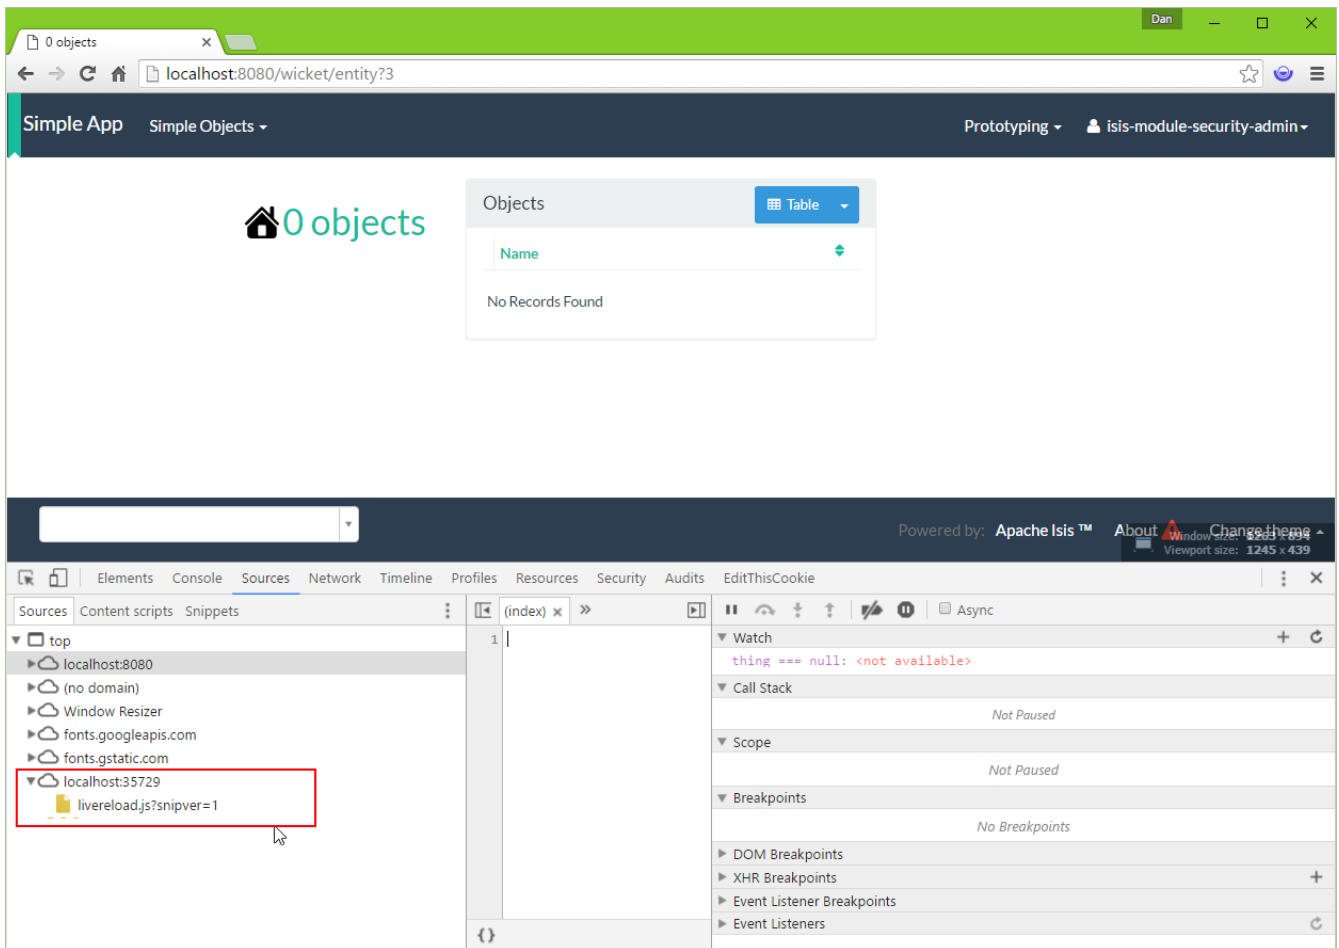 Dan
0 objects
localhost:8080/wicket/entity?3
Simple App Simple Objects Prototyping isis-module-security-admin
0 objects
Objects Table
Name
No Records Found
Powered by: Apache Isis ™ About Change theme
Window size: x 894
Viewport size: 1245 x 439
Elements Console Sources Network Timeline Profiles Resources Security Audits EditThisCookie
Sources Content scripts Snippets (index) Async
top
localhost:8080
(no domain)
Window Resizer
fonts.googleapis.com
fonts.gstatic.com
localhost:35729
livereload.js?snipver=1
1
{}
Watch
thing === null: <not available>
Call Stack
Not Paused
Scope
Not Paused
Breakpoints
No Breakpoints
DOM Breakpoints
XHR Breakpoints
Event Listener Breakpoints
Event Listeners